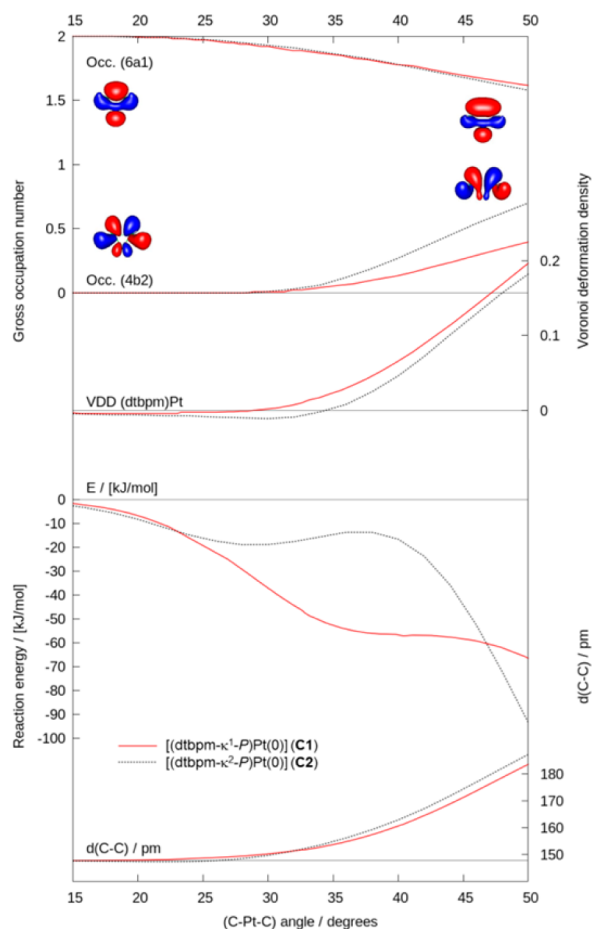 15 20 25 30 35 40 45 50
2
1.5
1
0.5
0
Occ. (6a1)
Occ. (4b2)
Gross occupation number
0.2
0.1
0
Voronoi deformation density
VDD (dtbpm)Pt
E / [kJ/mol]
0
-10
-20
-30
-40
-50
-60
-70
-80
-90
-100
Reaction energy / [kJ/mol]
[(dtbpm-κ¹-P)Pt(0)] (C1)
[(dtbpm-κ²-P)Pt(0)] (C2)
d(C-C) / pm
180
170
160
150
d(C-C) / pm
15 20 25 30 35 40 45 50
(C-Pt-C) angle / degrees